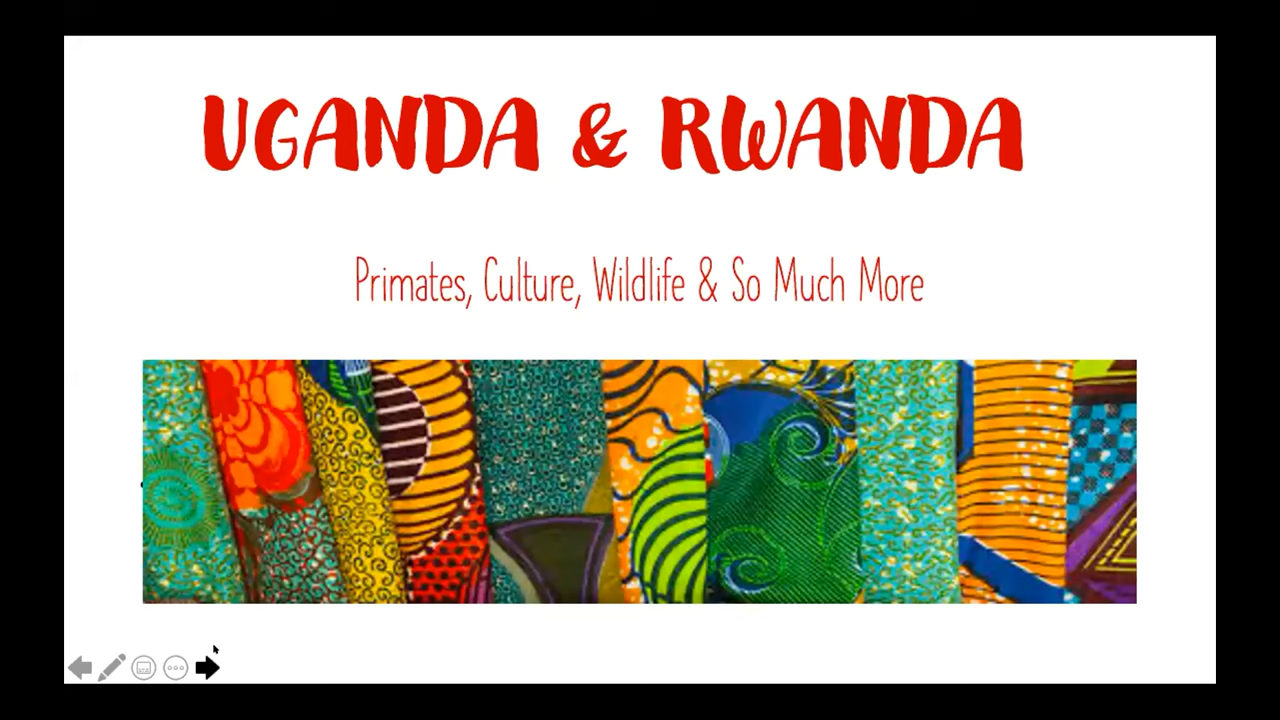 UGANDA & RWANDA
Primates, Culture, Wildlife & So Much More